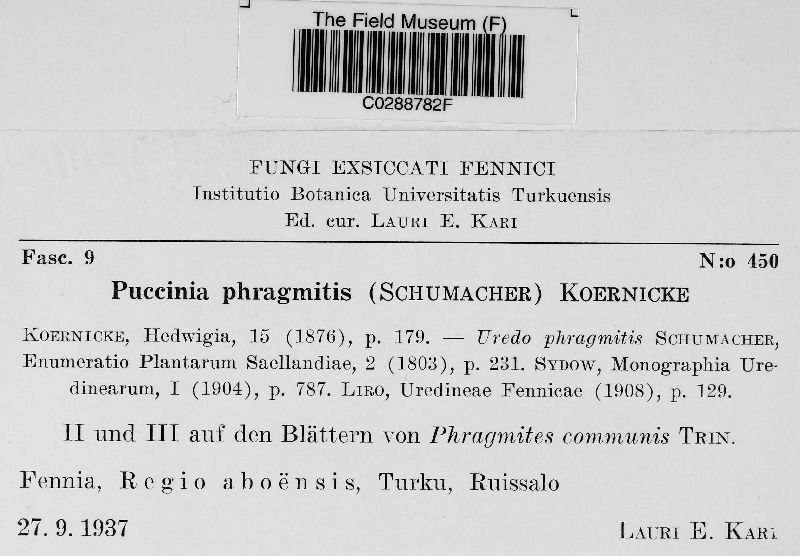 The Field Museum (F)
C0288782F
FUNGI EXSICCATI FENNICI
Institutio Botanica Universitatis Turkuensis
Ed. cur. LAURI E. KARI
Fasc. 9 N:o 450
Puccinia phragmitis (SCHUMACHER) KOERNICKE
KOERNICKE, Hedwigia, 15 (1876), p. 179. — Uredo phragmitis SCHUMACHER,
Enumeratio Plantarum Saellandiae, 2 (1803), p. 231. SYDOW, Monographia Ure-
dinearum, I (1904), p. 787. LIRO, Uredineae Fennicae (1908), p. 129.
II und III auf den Blättern von Phragmites communis TRIN.
Fennia, Regio aboënsis, Turku, Ruissalo
27. 9. 1937 LAURI E. KARI